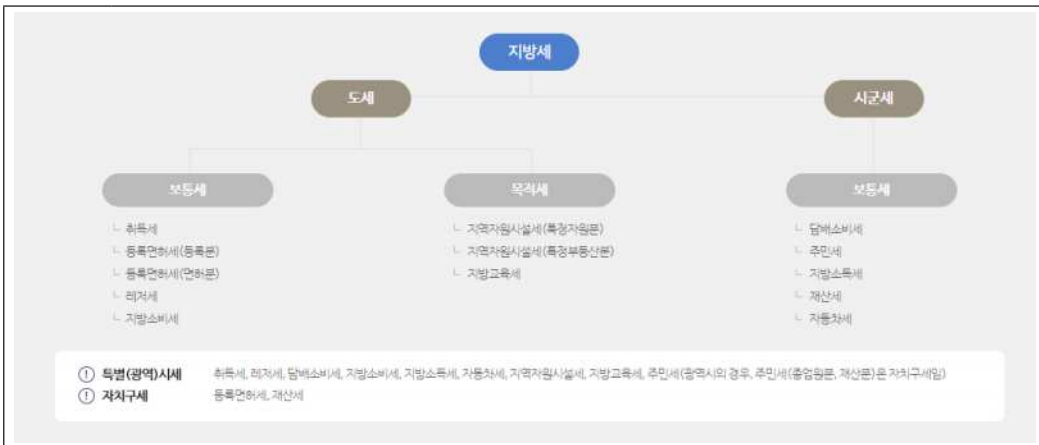 지방세
도세
시군세
보통세
목적세
보통세
ㄴ 취득세
ㄴ 등록면허세(등록분)
ㄴ 등록면허세(면허분)
ㄴ 레저세
ㄴ 지방소비세
ㄴ 지역자원시설세(특정자원분)
ㄴ 지역자원시설세(특정부동산분)
ㄴ 지방교육세
ㄴ 담배소비세
ㄴ 주민세
ㄴ 지방소득세
ㄴ 재산세
ㄴ 자동차세
! 특별(광역)시세 취득세, 레저세, 담배소비세, 지방소비세, 지방소득세, 자동차세, 지역자원시설세, 지방교육세, 주민세(광역시의 경우, 주민세(종업원분, 재산분)은 자치구세임)
! 자치구세 등록면허세, 재산세